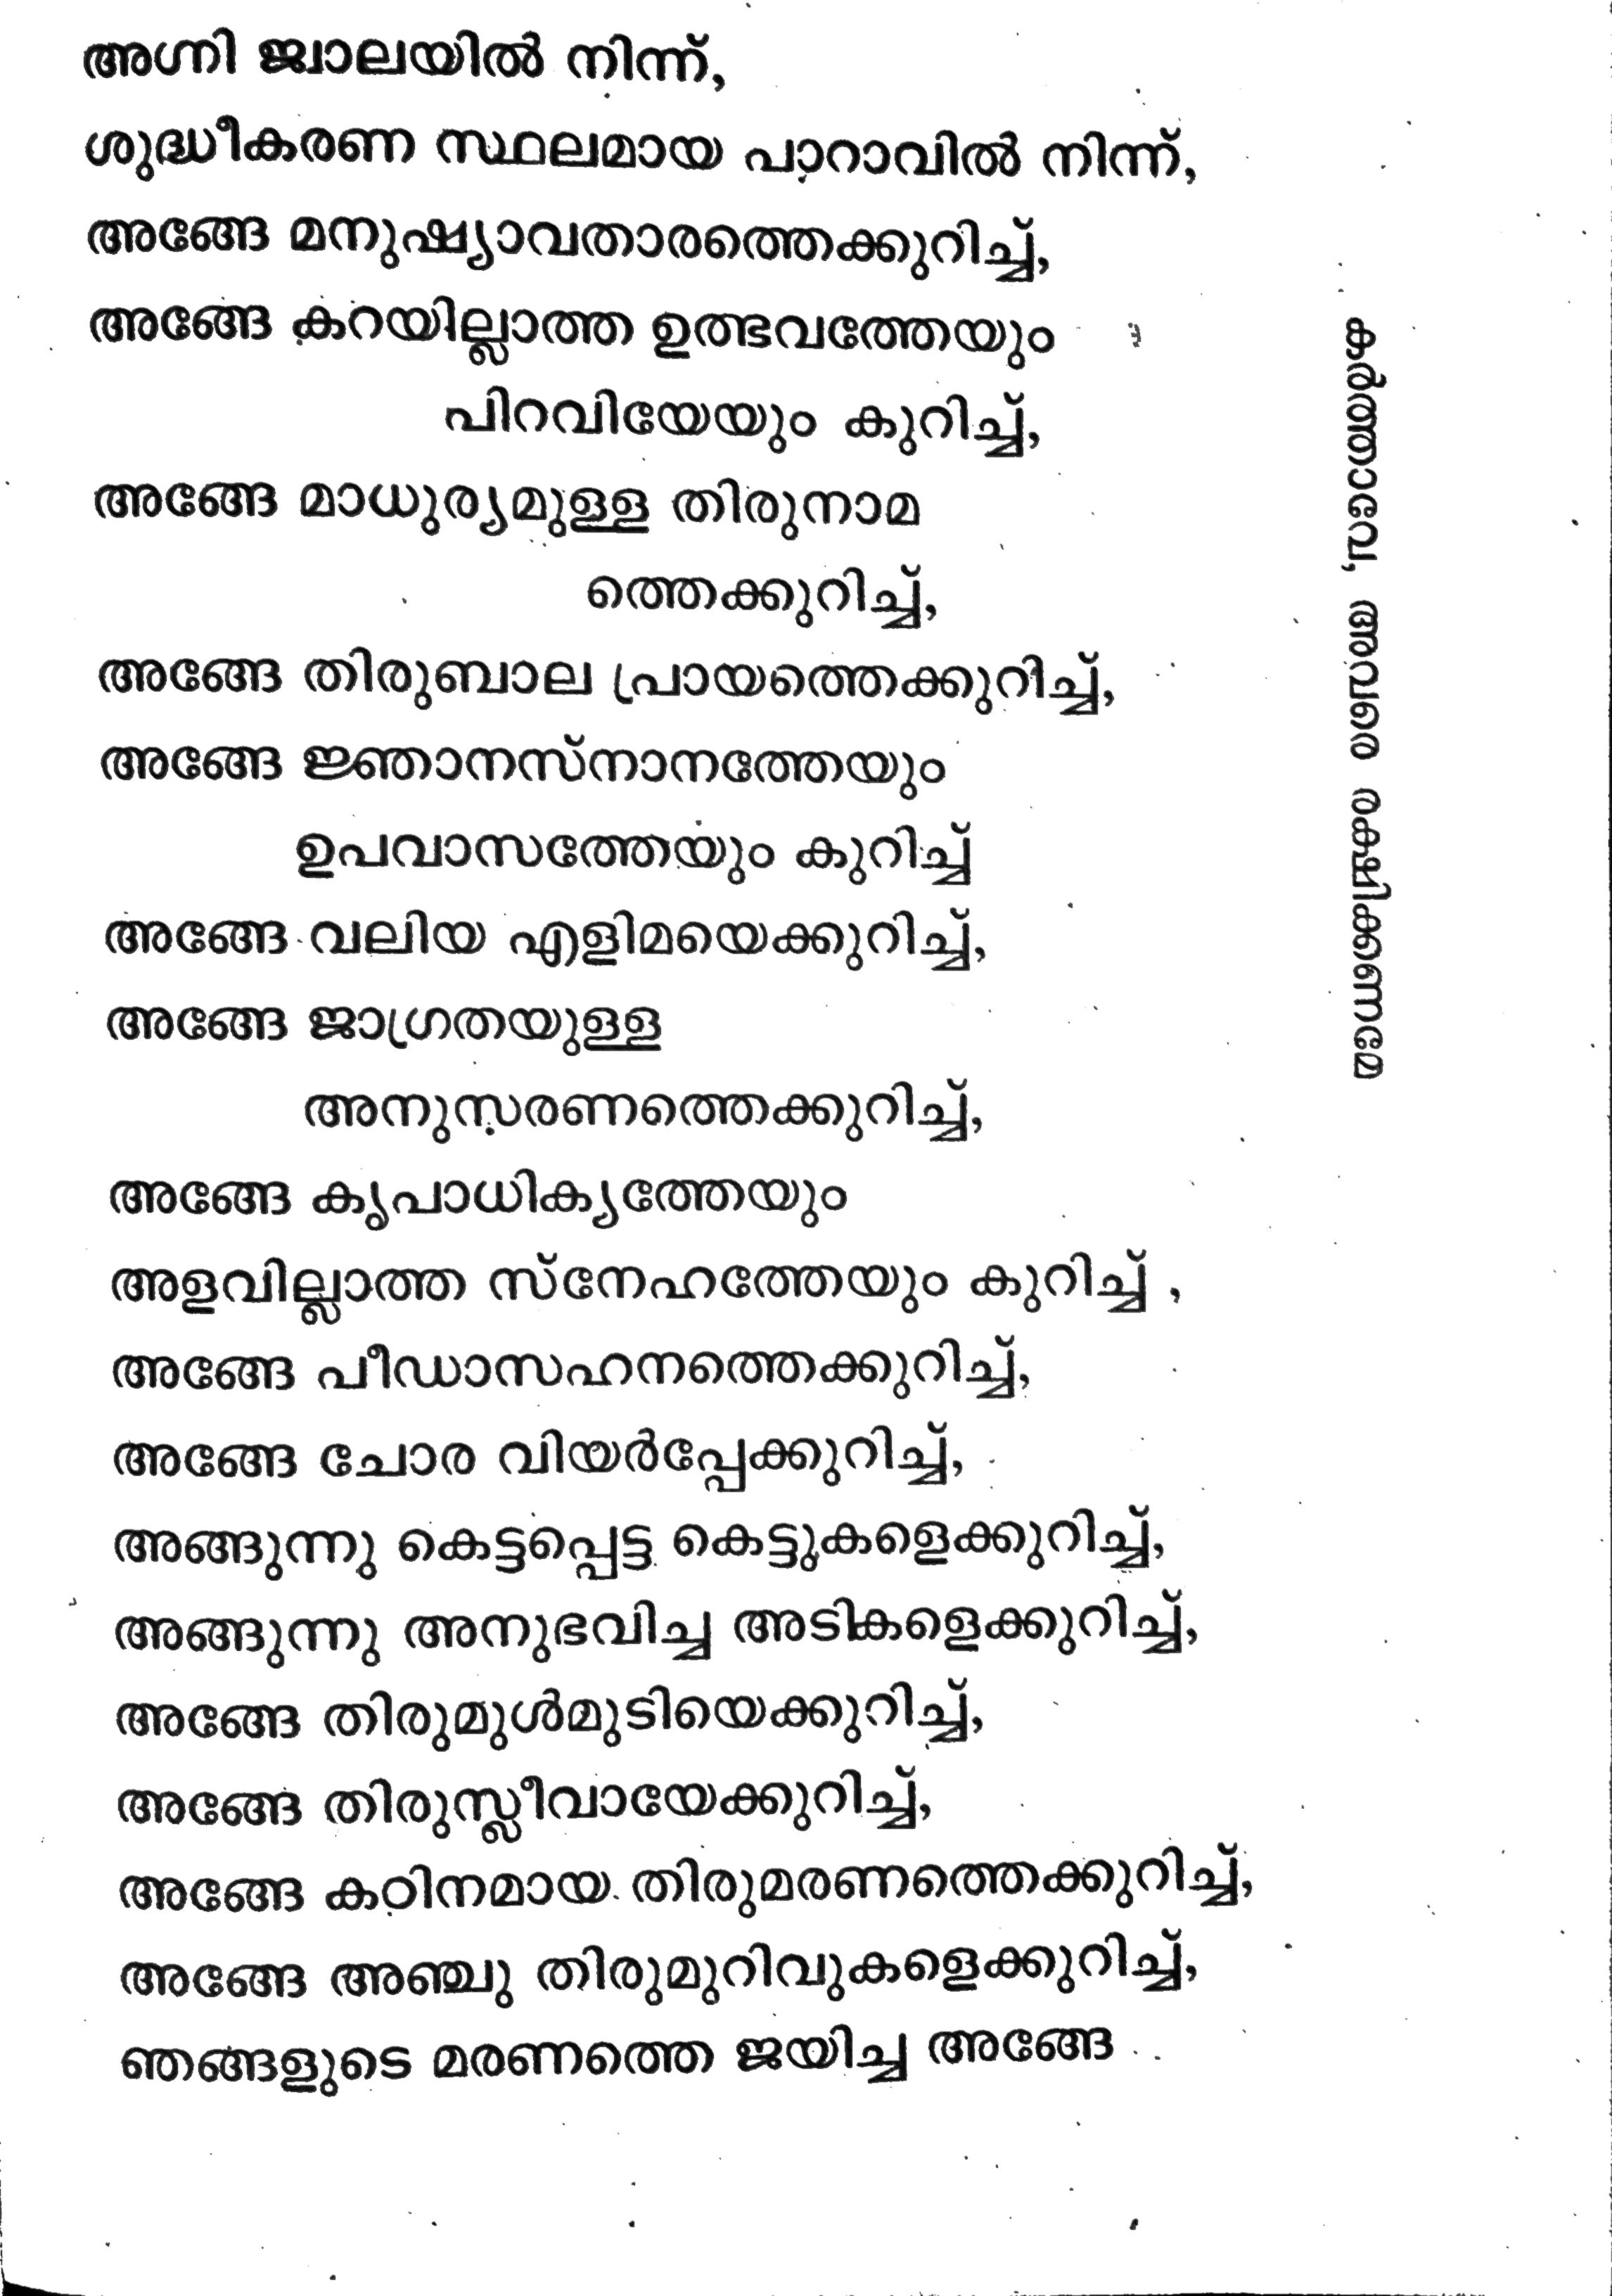 അഗ്നി ജ്വാലയിൽ നിന്ന്,
ശുദ്ധീകരണ സ്ഥലമായ പാറാവിൽ നിന്ന്,
അങ്ങേ മനുഷ്യാവതാരത്തെക്കുറിച്ച്,
അങ്ങേ കറയില്ലാത്ത ഉത്ഭവത്തേയും
പിറവിയേയും കുറിച്ച്,
അങ്ങേ മാധുര്യമുള്ള തിരുനാമ
ത്തെക്കുറിച്ച്,
അങ്ങേ തിരുബാല പ്രായത്തെക്കുറിച്ച്,
അങ്ങേ ജ്ഞാനസ്നാനത്തേയും
ഉപവാസത്തേയും കുറിച്ച്
അങ്ങേ വലിയ എളിമയെക്കുറിച്ച്,
അങ്ങേ ജാഗ്രതയുള്ള
അനുസരണത്തെക്കുറിച്ച്,
അങ്ങേ കൃപാധിക്യത്തേയും
അളവില്ലാത്ത സ്നേഹത്തേയും കുറിച്ച് ,
അങ്ങേ പീഡാസഹനത്തെക്കുറിച്ച്,
അങ്ങേ ചോര വിയർപ്പേക്കുറിച്ച്,
അങ്ങുന്നു കെട്ടപ്പെട്ട കെട്ടുകളെക്കുറിച്ച്,
അങ്ങുന്നു അനുഭവിച്ച അടികളെക്കുറിച്ച്,
അങ്ങേ തിരുമുൾമുടിയെക്കുറിച്ച്,
അങ്ങേ തിരുസ്ലീവായേക്കുറിച്ച്,
അങ്ങേ കഠിനമായ തിരുമരണത്തെക്കുറിച്ച്,
അങ്ങേ അഞ്ചു തിരുമുറിവുകളെക്കുറിച്ച്,
ഞങ്ങളുടെ മരണത്തെ ജയിച്ച അങ്ങേ
കർത്താവേ, അവരെ രക്ഷിക്കണമേ